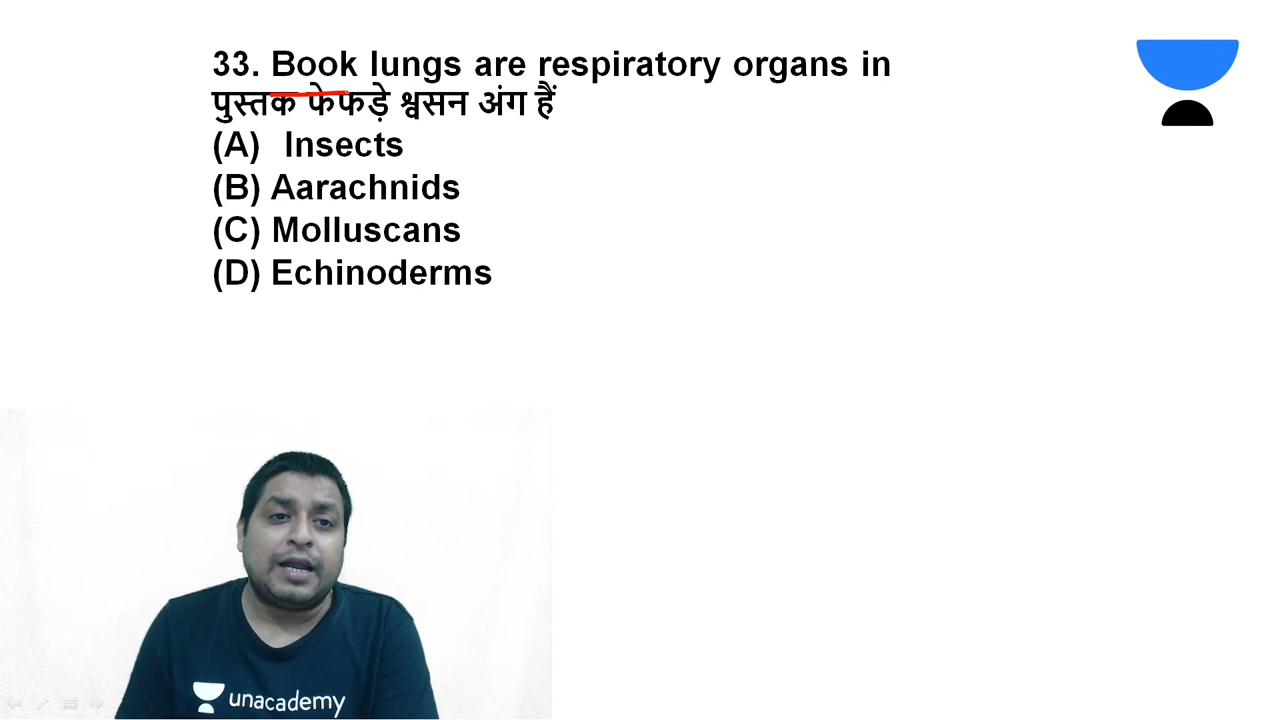 33. Book lungs are respiratory organs in
पुस्तक फेफड़े श्वसन अंग हैं
(A) Insects
(B) Aarachnids
(C) Molluscans
(D) Echinoderms
unacademy